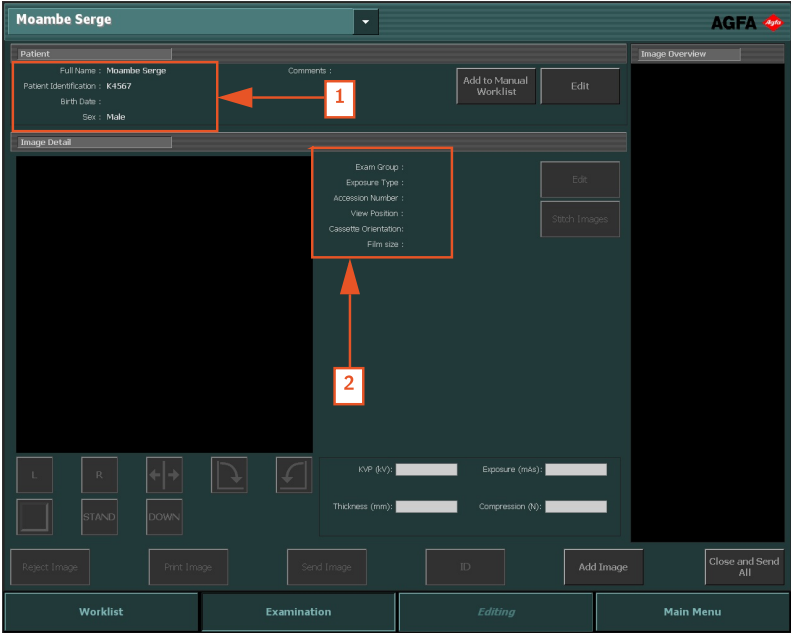 Moambe Serge
AGFA
Agfa
Patient
Image Overview
Full Name : Moambe Serge
Comments :
Patient Identification : K4567
Birth Date :
Sex : Male
Add to Manual
Worklist
Edit
1
Image Detail
Exam Group :
Exposure Type :
Accession Number :
View Position :
Cassette Orientation:
Film size :
Edit
Stitch Images
2
L
R
STAND
DOWN
KVP (kV):
Exposure (mAs):
Thickness (mm):
Compression (N):
Reject Image
Print Image
Send Image
ID
Add Image
Close and Send
All
Worklist
Examination
Editing
Main Menu